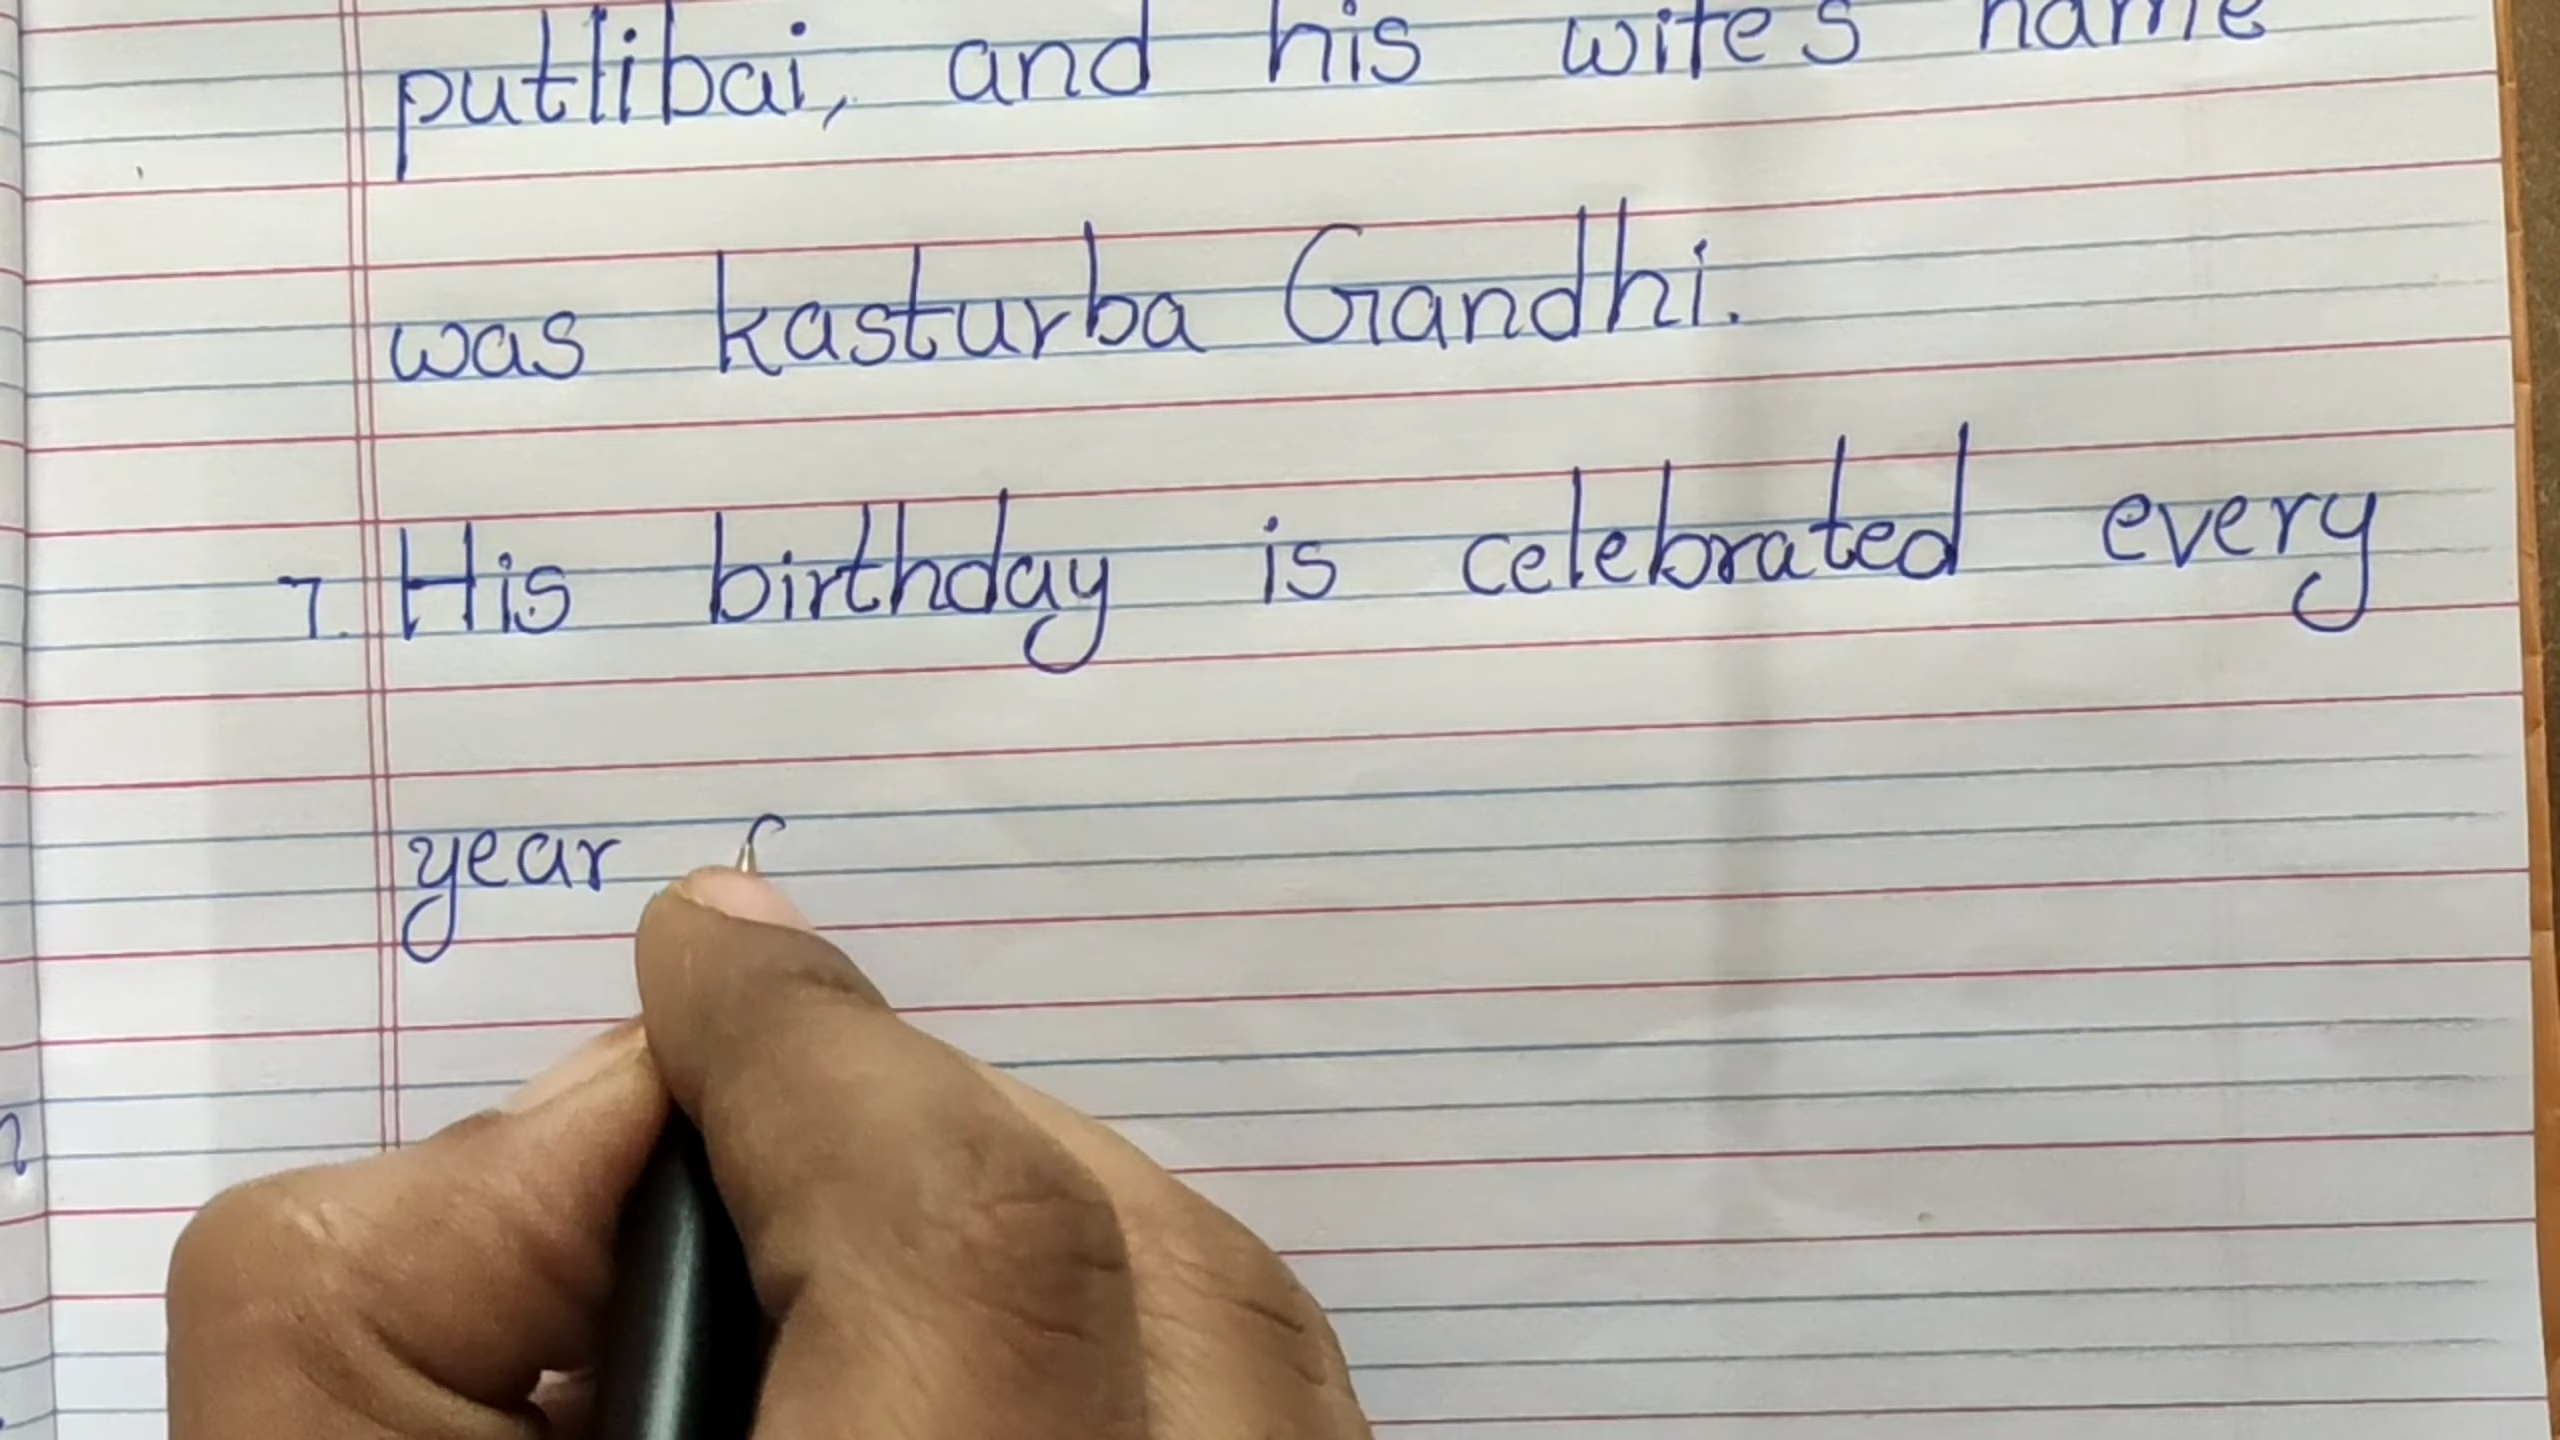 putlibai, and his wife's name
was kasturba Gandhi.
7. His birthday is celebrated every
year